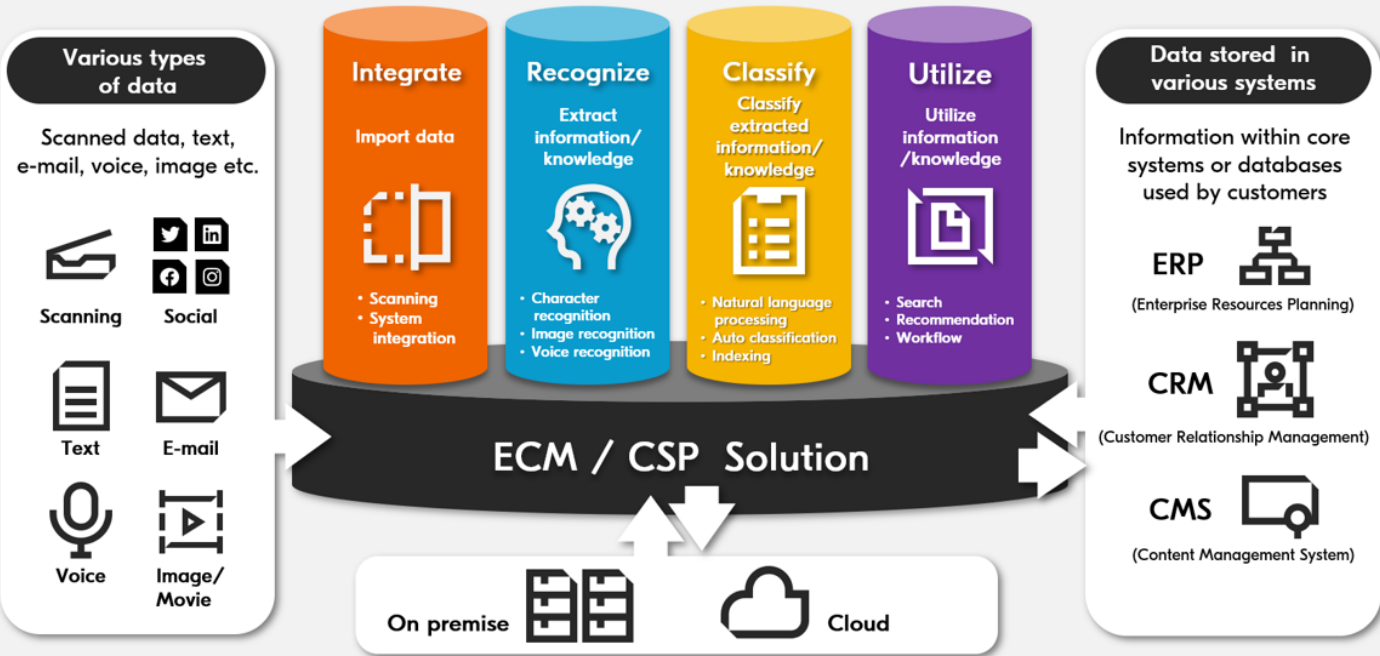 Various types
of data
Scanned data, text,
e-mail, voice, image etc.
Scanning
Social
Text
E-mail
Voice
Image/
Movie
Integrate
Import data
• Scanning
• System
integration
Recognize
Extract
information/
knowledge
• Character
recognition
• Image recognition
• Voice recognition
Classify
Classify
extracted
information/
knowledge
• Natural language
processing
• Auto classification
• Indexing
Utilize
Utilize
information
/knowledge
• Search
• Recommendation
• Workflow
ECM / CSP Solution
On premise
Cloud
Data stored in
various systems
Information within core
systems or databases
used by customers
ERP
(Enterprise Resources Planning)
CRM
(Customer Relationship Management)
CMS
(Content Management System)